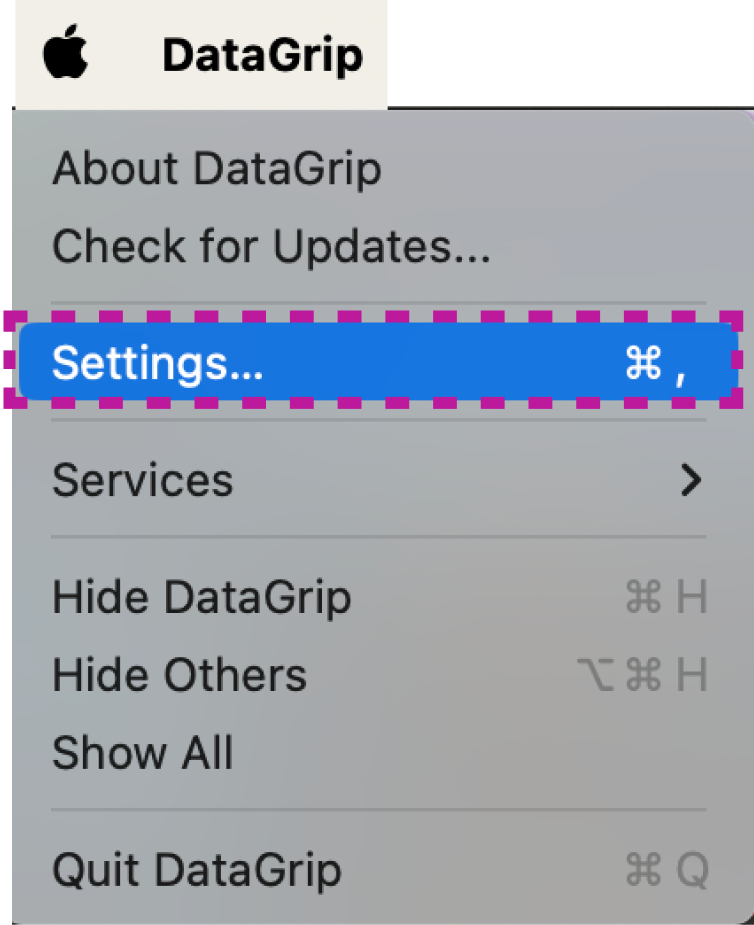 DataGrip
About DataGrip
Check for Updates...
Settings... ⌘ ,
Services
Hide DataGrip ⌘ H
Hide Others ⌥ ⌘ H
Show All
Quit DataGrip ⌘ Q